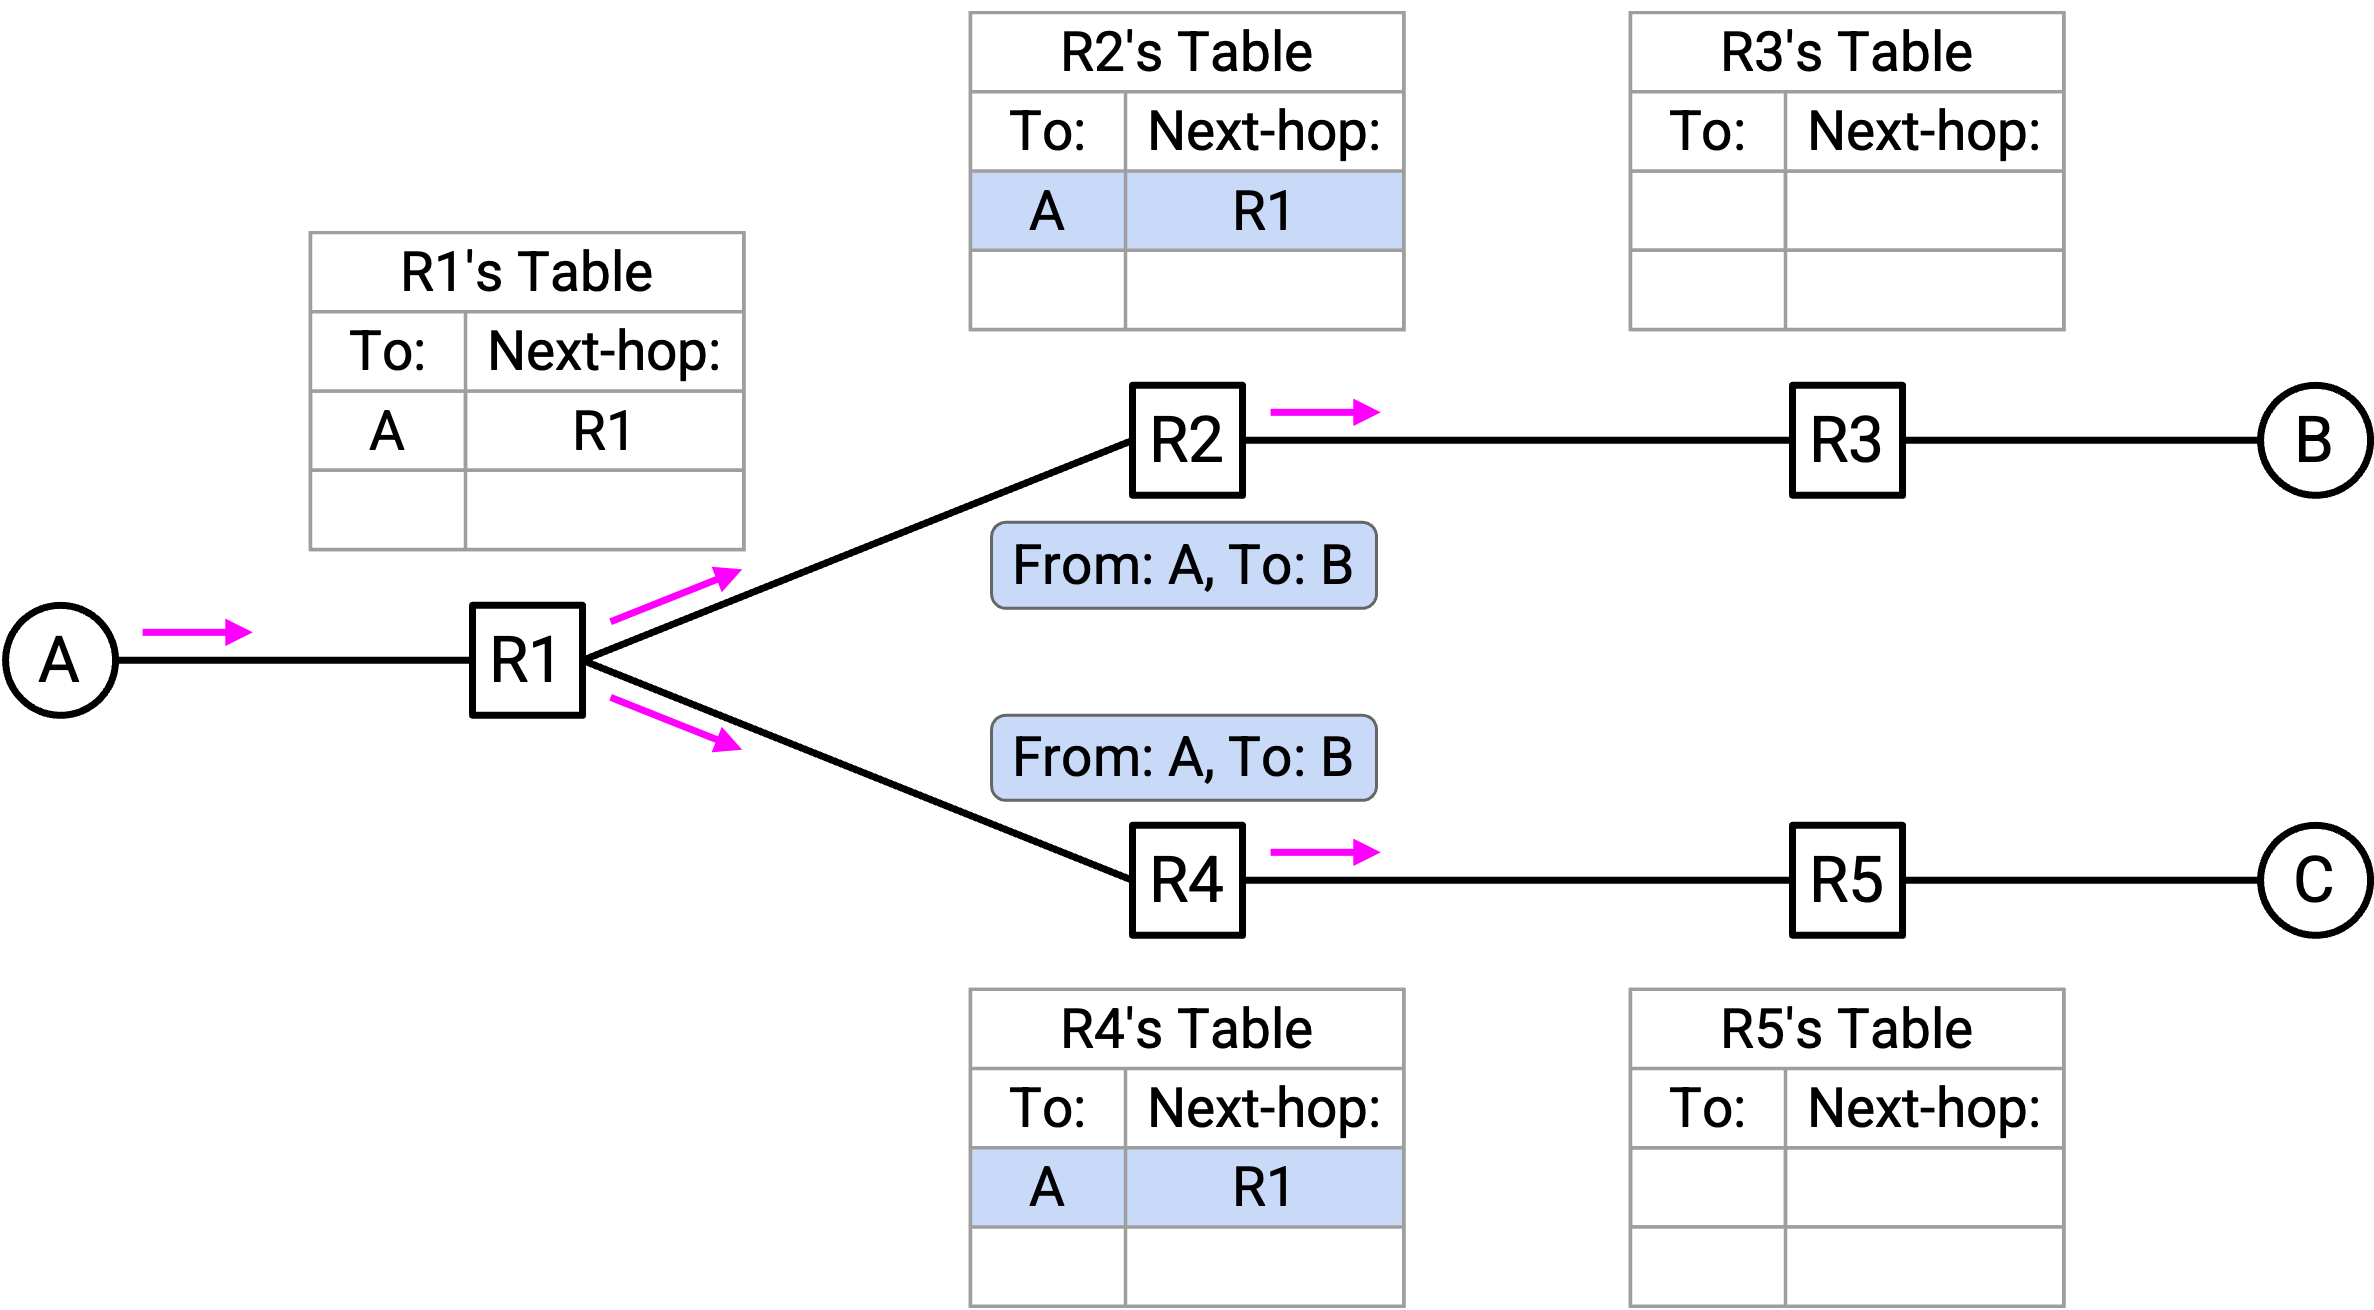 R2's Table
To: Next-hop:
A R1
R3's Table
To: Next-hop:
R1's Table
To: Next-hop:
A R1
R2
R3
B
From: A, To: B
A
R1
From: A, To: B
R4
R5
C
R4's Table
To: Next-hop:
A R1
R5's Table
To: Next-hop: